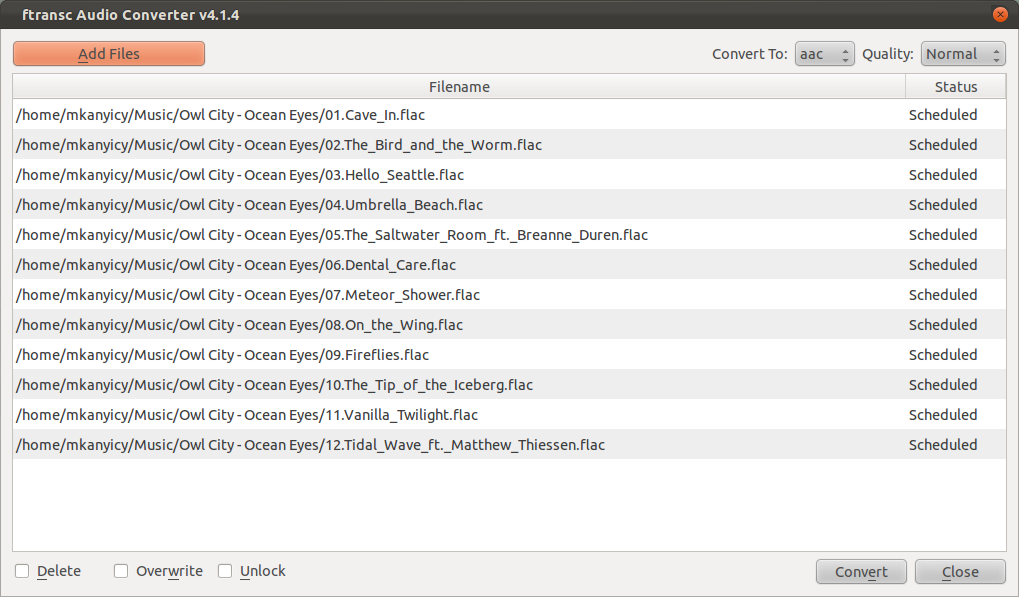 ftransc Audio Converter v4.1.4
Add Files Convert To: aac Quality: Normal
Filename Status
/home/mkanyicy/Music/Owl City - Ocean Eyes/01.Cave_In.flac Scheduled
/home/mkanyicy/Music/Owl City - Ocean Eyes/02.The_Bird_and_the_Worm.flac Scheduled
/home/mkanyicy/Music/Owl City - Ocean Eyes/03.Hello_Seattle.flac Scheduled
/home/mkanyicy/Music/Owl City - Ocean Eyes/04.Umbrella_Beach.flac Scheduled
/home/mkanyicy/Music/Owl City - Ocean Eyes/05.The_Saltwater_Room_ft._Breanne_Duren.flac Scheduled
/home/mkanyicy/Music/Owl City - Ocean Eyes/06.Dental_Care.flac Scheduled
/home/mkanyicy/Music/Owl City - Ocean Eyes/07.Meteor_Shower.flac Scheduled
/home/mkanyicy/Music/Owl City - Ocean Eyes/08.On_the_Wing.flac Scheduled
/home/mkanyicy/Music/Owl City - Ocean Eyes/09.Fireflies.flac Scheduled
/home/mkanyicy/Music/Owl City - Ocean Eyes/10.The_Tip_of_the_Iceberg.flac Scheduled
/home/mkanyicy/Music/Owl City - Ocean Eyes/11.Vanilla_Twilight.flac Scheduled
/home/mkanyicy/Music/Owl City - Ocean Eyes/12.Tidal_Wave_ft._Matthew_Thiessen.flac Scheduled
Delete Overwrite Unlock Convert Close